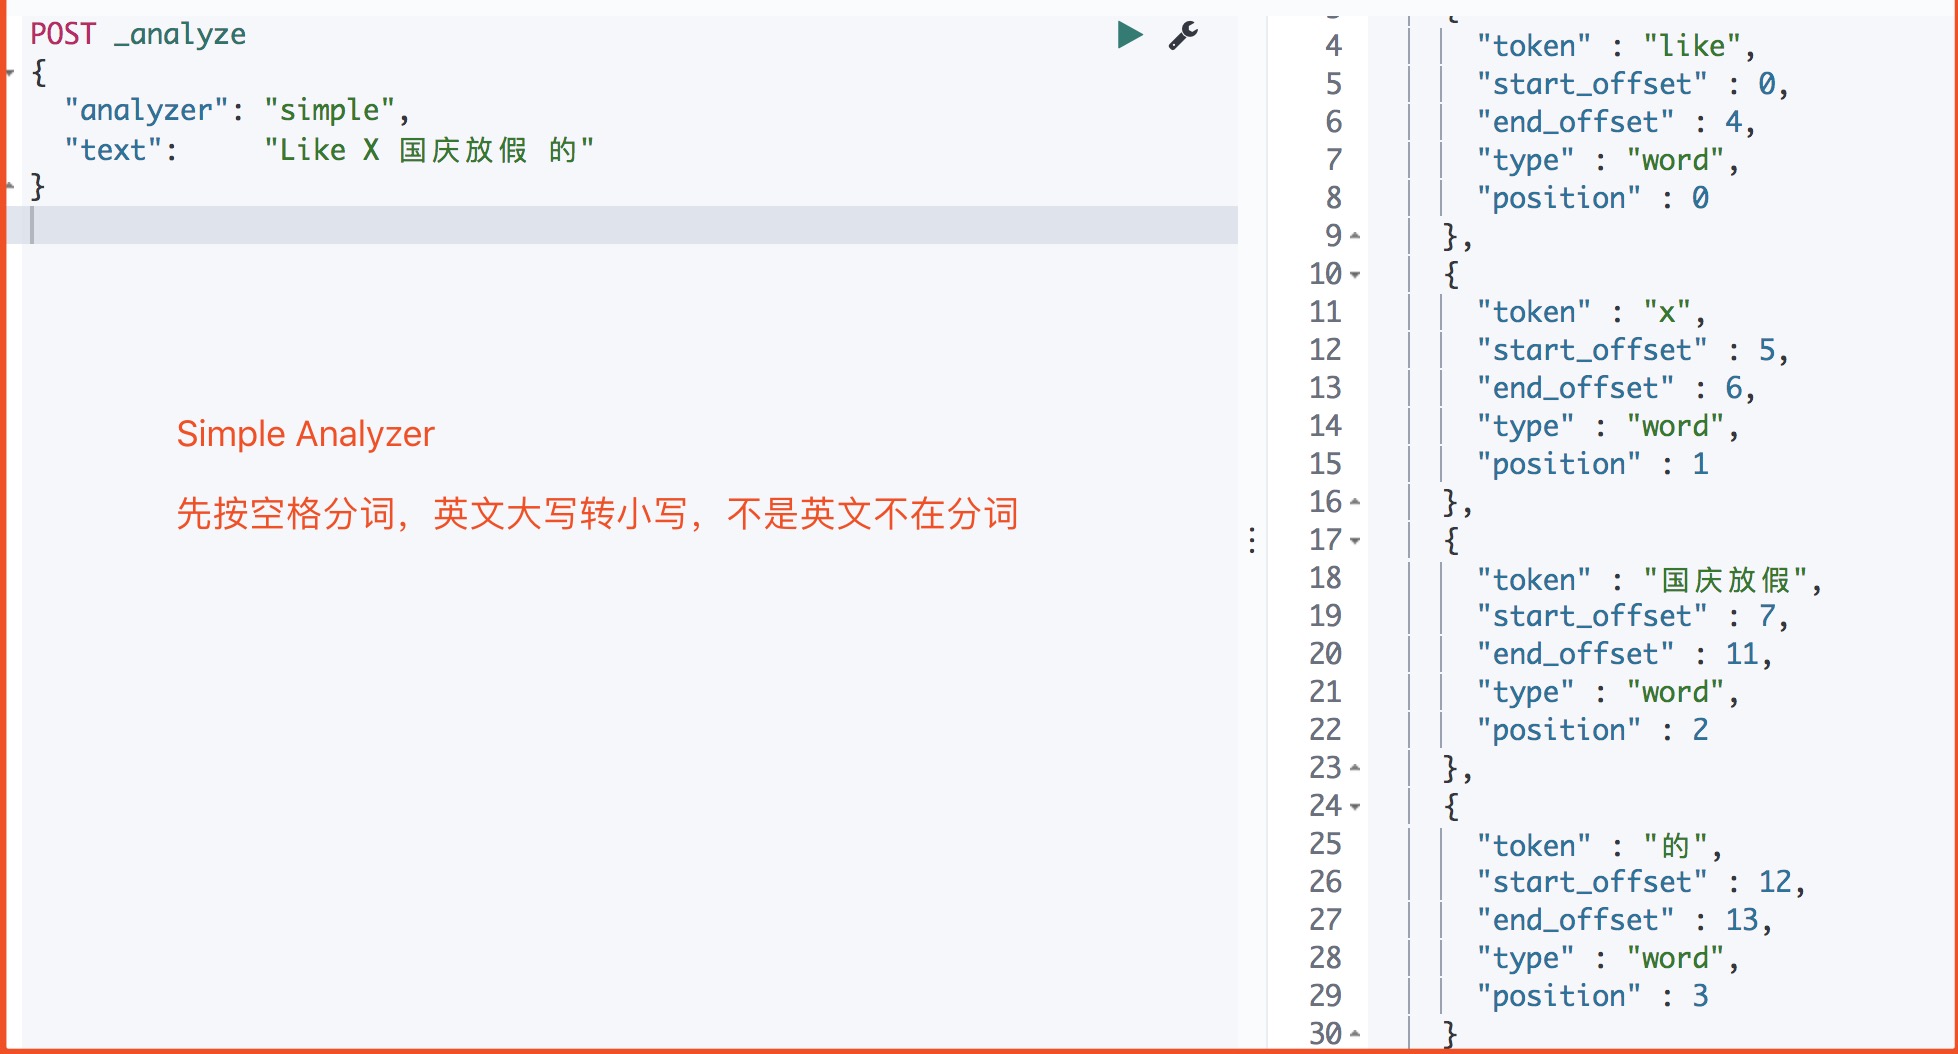 POST _analyze
{
  "analyzer": "simple",
  "text":     "Like X 国庆放假 的"
}
Simple Analyzer
先按空格分词，英文大写转小写，不是英文不在分词
4 "token" : "like",
5 "start_offset" : 0,
6 "end_offset" : 4,
7 "type" : "word",
8 "position" : 0
9 },
10 {
11 "token" : "x",
12 "start_offset" : 5,
13 "end_offset" : 6,
14 "type" : "word",
15 "position" : 1
16 },
17 {
18 "token" : "国庆放假",
19 "start_offset" : 7,
20 "end_offset" : 11,
21 "type" : "word",
22 "position" : 2
23 },
24 {
25 "token" : "的",
26 "start_offset" : 12,
27 "end_offset" : 13,
28 "type" : "word",
29 "position" : 3
30 }